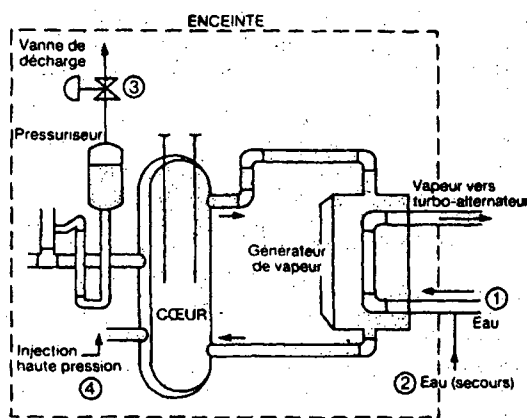 ENCEINTE
Vanne de
décharge
③
Pressuriseur
Vapeur vers
turbo-alternateur
Générateur
de vapeur
CŒUR
①
Eau
Injection
haute pression
④
② Eau (secours)